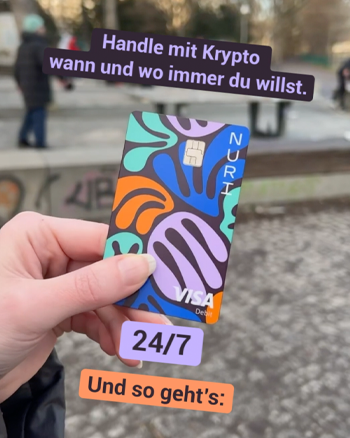 Handle mit Krypto
wann und wo immer du willst.
NURI
VISA
Debit
24/7
Und so geht's: